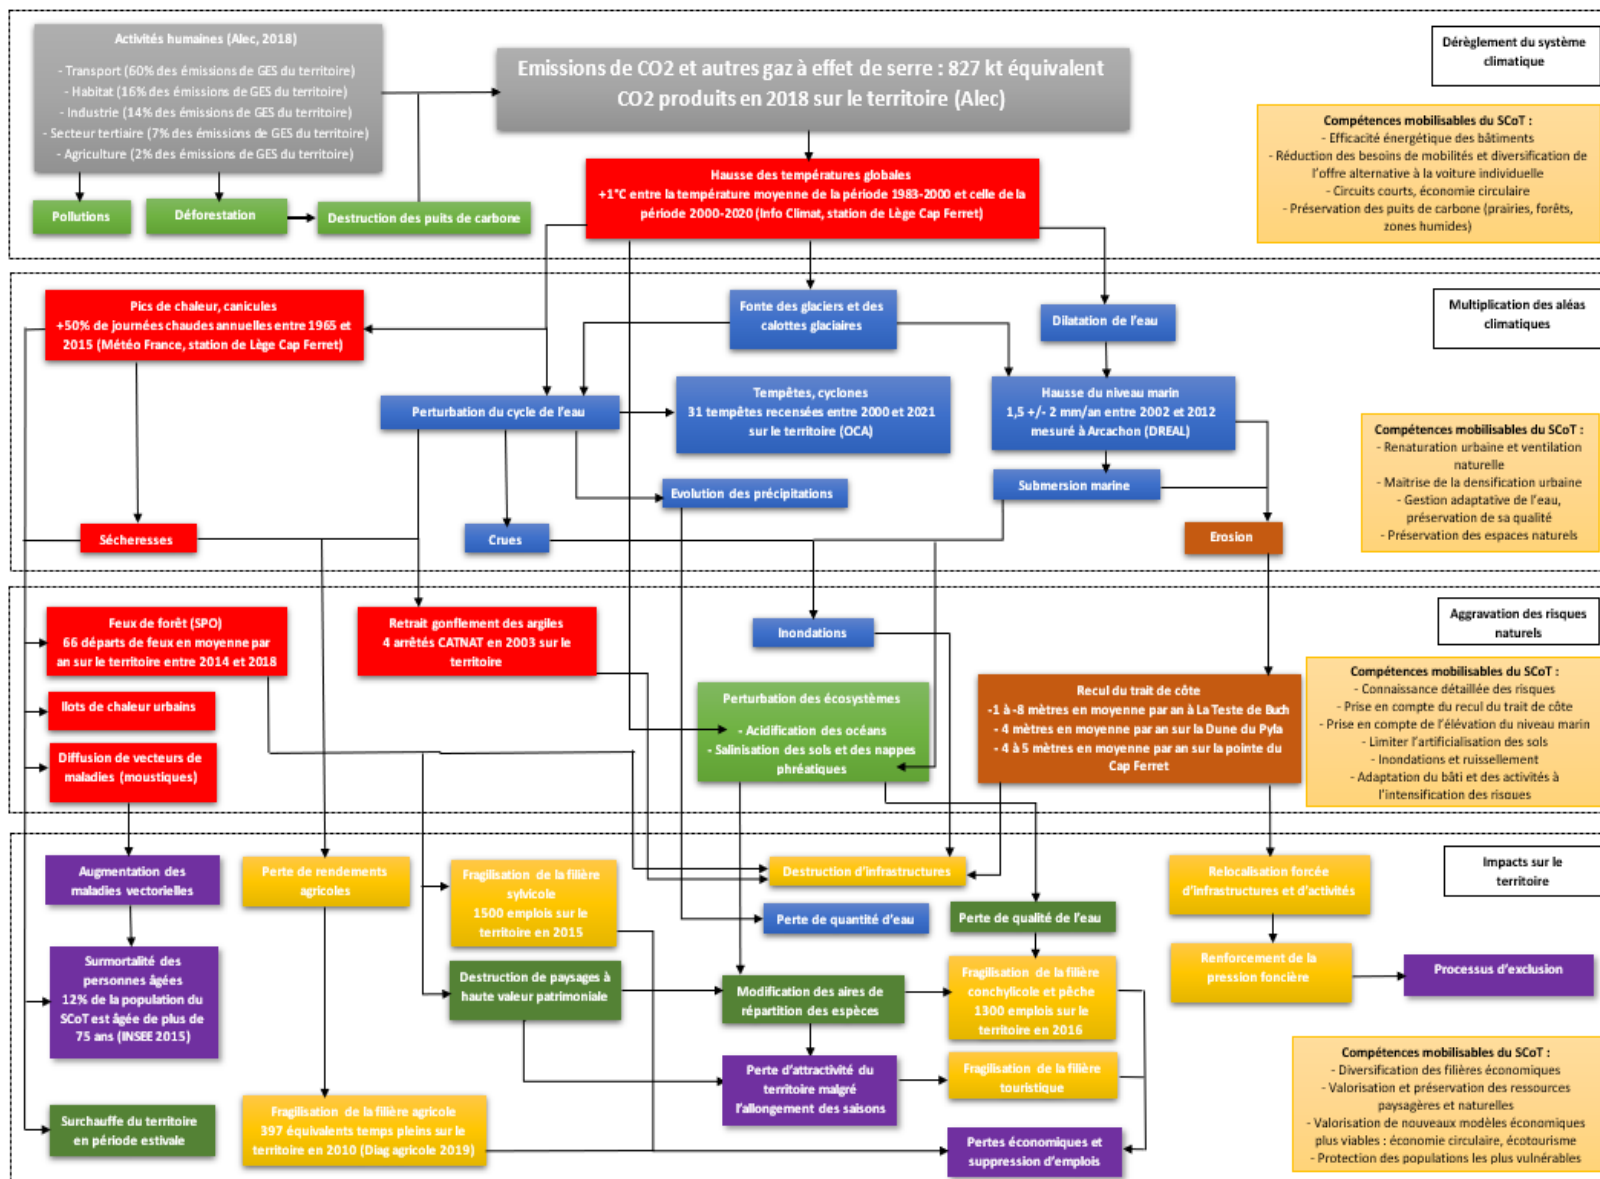 Activités humaines (Alec, 2018)
- Transport (60% des émissions de GES du territoire)
- Habitat (16% des émissions de GES du territoire)
- Industrie (14% des émissions de GES du territoire)
- Secteur tertiaire (7% des émissions de GES du territoire)
- Agriculture (2% des émissions de GES du territoire)
Emissions de CO2 et autres gaz à effet de serre : 827 kt équivalent
CO2 produits en 2018 sur le territoire (Alec)
Dérèglement du système
climatique
Compétences mobilisables du SCoT :
- Efficacité énergétique des bâtiments
- Réduction des besoins de mobilités et diversification de
l'offre alternative à la voiture individuelle
- Circuits courts, économie circulaire
- Préservation des puits de carbone (prairies, forêts,
zones humides)
Pollutions
Déforestation
Destruction des puits de carbone
Hausse des températures globales
+1°C entre la température moyenne de la période 1983-2000 et celle de la
période 2000-2020 (Info Climat, station de Lège Cap Ferret)
Pics de chaleur, canicules
+50% de journées chaudes annuelles entre 1965 et
2015 (Météo France, station de Lège Cap Ferret)
Fonte des glaciers et des
calottes glaciaires
Dilatation de l'eau
Multiplication des aléas
climatiques
Perturbation du cycle de l'eau
Tempêtes, cyclones
31 tempêtes recensées entre 2000 et 2021
sur le territoire (OCA)
Hausse du niveau marin
1,5 +/- 2 mm/an entre 2002 et 2012
mesuré à Arcachon (DREAL)
Compétences mobilisables du SCoT :
- Renaturation urbaine et ventilation
naturelle
- Maitrise de la densification urbaine
- Gestion adaptative de l'eau,
préservation de sa qualité
- Préservation des espaces naturels
Evolution des précipitations
Submersion marine
Sécheresses
Crues
Erosion
Feux de forêt (SPO)
66 départs de feux en moyenne par
an sur le territoire entre 2014 et 2018
Retrait gonflement des argiles
4 arrêtés CATNAT en 2003 sur le
territoire
Inondations
Aggravation des risques
naturels
Ilots de chaleur urbains
Diffusion de vecteurs de
maladies (moustiques)
Perturbation des écosystèmes
- Acidification des océans
- Salinisation des sols et des nappes
phréatiques
Recul du trait de côte
-1 à -8 mètres en moyenne par an à La Teste de Buch
- 4 mètres en moyenne par an sur la Dune du Pyla
- 4 à 5 mètres en moyenne par an sur la pointe du
Cap Ferret
Compétences mobilisables du SCoT :
- Connaissance détaillée des risques
- Prise en compte du recul du trait de côte
- Prise en compte de l'élévation du niveau marin
- Limiter l'artificialisation des sols
- Inondations et ruissellement
- Adaptation du bâti et des activités à
l'intensification des risques
Augmentation des
maladies vectorielles
Perte de rendements
agricoles
Fragilisation de la filière
sylvicole
1500 emplois sur le
territoire en 2015
Destruction d'infrastructures
Relocalisation forcée
d'infrastructures et d'activités
Impacts sur le
territoire
Perte de quantité d'eau
Perte de qualité de l'eau
Surmortalité des
personnes âgées
12% de la population du
SCoT est âgée de plus de
75 ans (INSEE 2015)
Destruction de paysages à
haute valeur patrimoniale
Modification des aires de
répartition des espèces
Fragilisation de la filière
conchylicole et pêche
1300 emplois sur le
territoire en 2016
Renforcement de la
pression foncière
Processus d'exclusion
Perte d'attractivité du
territoire malgré
l'allongement des saisons
Fragilisation de la filière
touristique
Compétences mobilisables du SCoT :
- Diversification des filières économiques
- Valorisation et préservation des ressources
paysagères et naturelles
- Valorisation de nouveaux modèles économiques
plus viables : économie circulaire, écotourisme
- Protection des populations les plus vulnérables
Surchauffe du territoire
en période estivale
Fragilisation de la filière agricole
397 équivalents temps pleins sur le
territoire en 2010 (Diag agricole 2019)
Pertes économiques et
suppression d'emplois